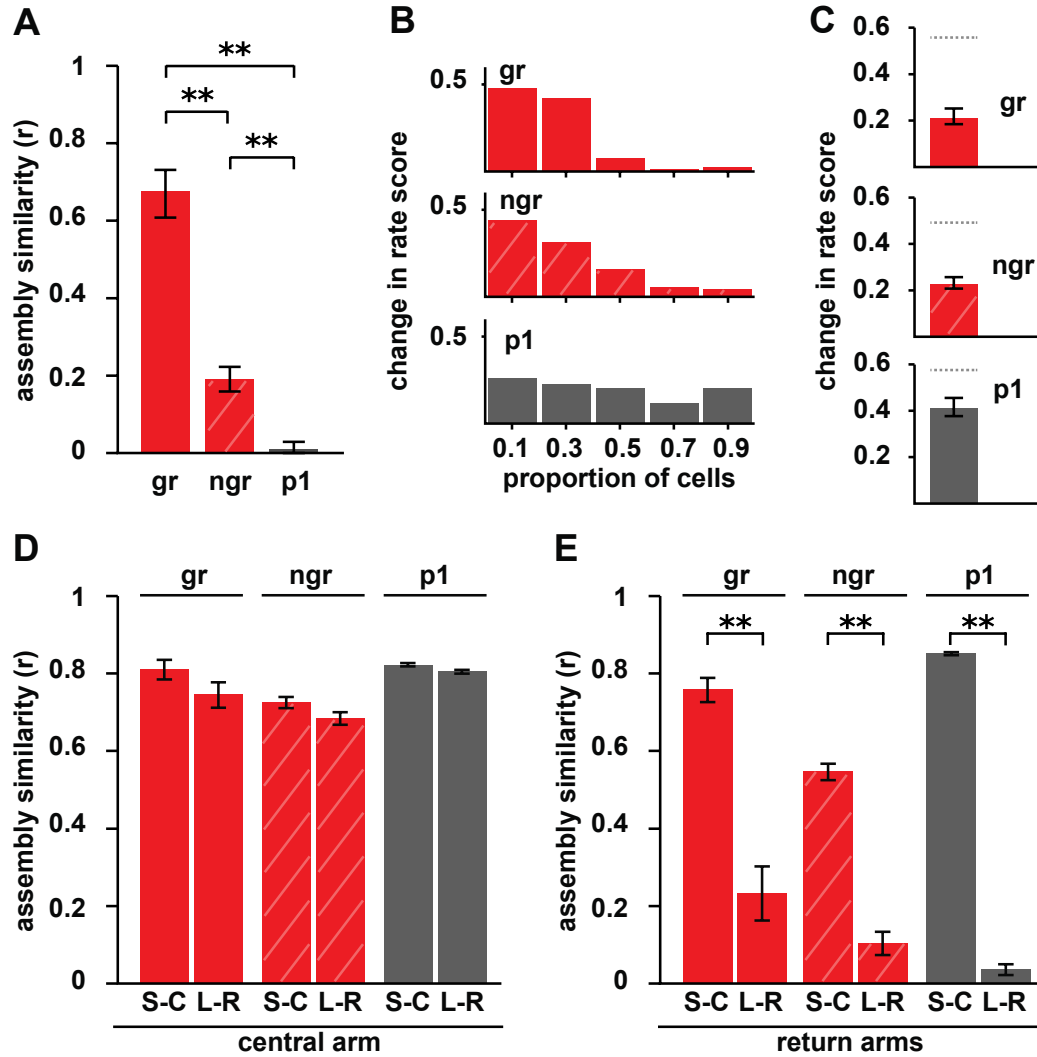 A
**
**
**
assembly similarity (r)
1
0.8
0.6
0.4
0.2
0
gr ngr p1
B
change in rate score
gr
0.5
ngr
0.5
p1
0.5
0.1 0.3 0.5 0.7 0.9
proportion of cells
C
change in rate score
0.6
0.4
0.2
gr
0.6
0.4
0.2
ngr
0.6
0.4
0.2
p1
D
gr ngr p1
assembly similarity (r)
1
0.8
0.6
0.4
0.2
0
S-C L-R S-C L-R S-C L-R
central arm
E
gr ngr p1
** ** **
assembly similarity (r)
1
0.8
0.6
0.4
0.2
0
S-C L-R S-C L-R S-C L-R
return arms